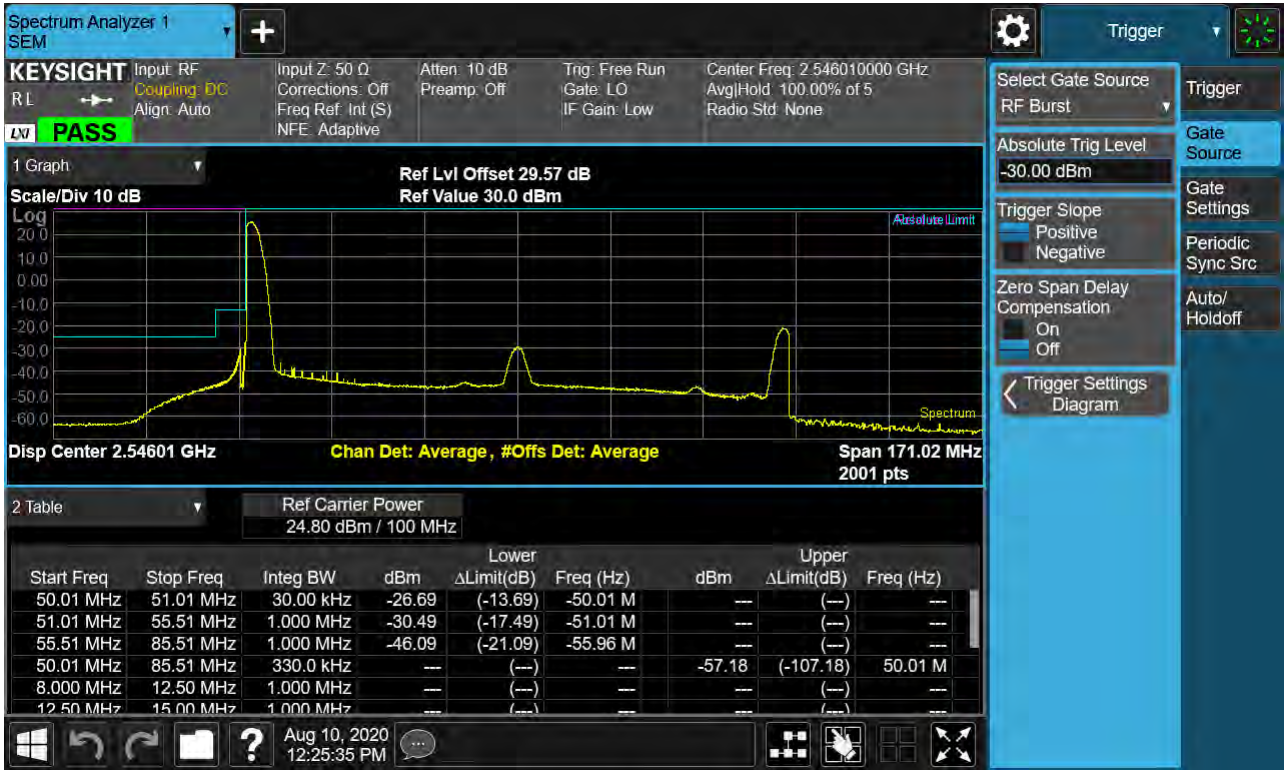 Spectrum Analyzer 1
SEM
Trigger
KEYSIGHT
R L
LXI
PASS
Input: RF
Coupling: DC
Align: Auto
Input Z: 50 Ω
Corrections: Off
Freq Ref: Int (S)
NFE: Adaptive
Atten: 10 dB
Preamp: Off
Trig: Free Run
Gate: LO
IF Gain: Low
Center Freq: 2.546010000 GHz
Avg|Hold: 100.00% of 5
Radio Std: None
1 Graph
Scale/Div 10 dB
Ref Lvl Offset 29.57 dB
Ref Value 30.0 dBm
Log
20.0
10.0
0.00
-10.0
-20.0
-30.0
-40.0
-50.0
-60.0
Absolute Limit
Spectrum
Disp Center 2.54601 GHz
Chan Det: Average, #Offs Det: Average
Span 171.02 MHz
2001 pts
2 Table
Ref Carrier Power
24.80 dBm / 100 MHz
Lower Upper
Start Freq Stop Freq Integ BW dBm ΔLimit(dB) Freq (Hz) dBm ΔLimit(dB) Freq (Hz)
50.01 MHz 51.01 MHz 30.00 kHz -26.69 (-13.69) -50.01 M --- (---) ---
51.01 MHz 55.51 MHz 1.000 MHz -30.49 (-17.49) -51.01 M --- (---) ---
55.51 MHz 85.51 MHz 1.000 MHz -46.09 (-21.09) -55.96 M --- (---) ---
50.01 MHz 85.51 MHz 330.0 kHz --- (---) --- -57.18 (-107.18) 50.01 M
8.000 MHz 12.50 MHz 1.000 MHz --- (---) --- --- (---) ---
12.50 MHz 15.00 MHz 1.000 MHz --- (---) --- --- (---) ---
Aug 10, 2020
12:25:35 PM
Select Gate Source
RF Burst
Absolute Trig Level
-30.00 dBm
Trigger Slope
Positive
Negative
Zero Span Delay
Compensation
On
Off
Trigger Settings
Diagram
Trigger
Gate
Source
Gate
Settings
Periodic
Sync Src
Auto/
Holdoff